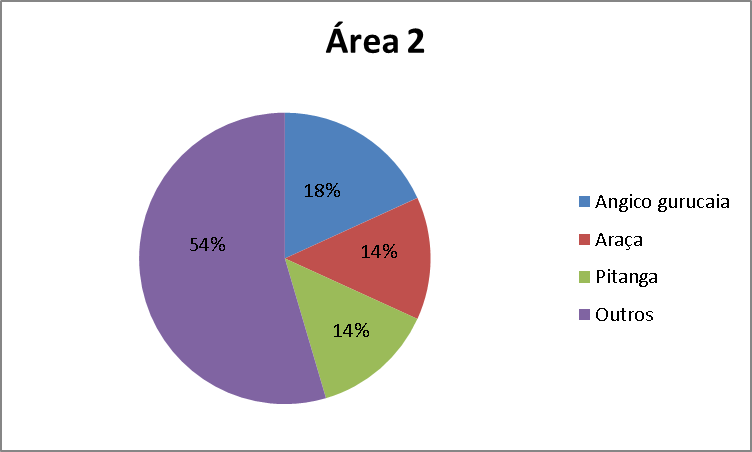 Área 2
18%
14%
14%
54%
Angico gurucaia
Araça
Pitanga
Outros